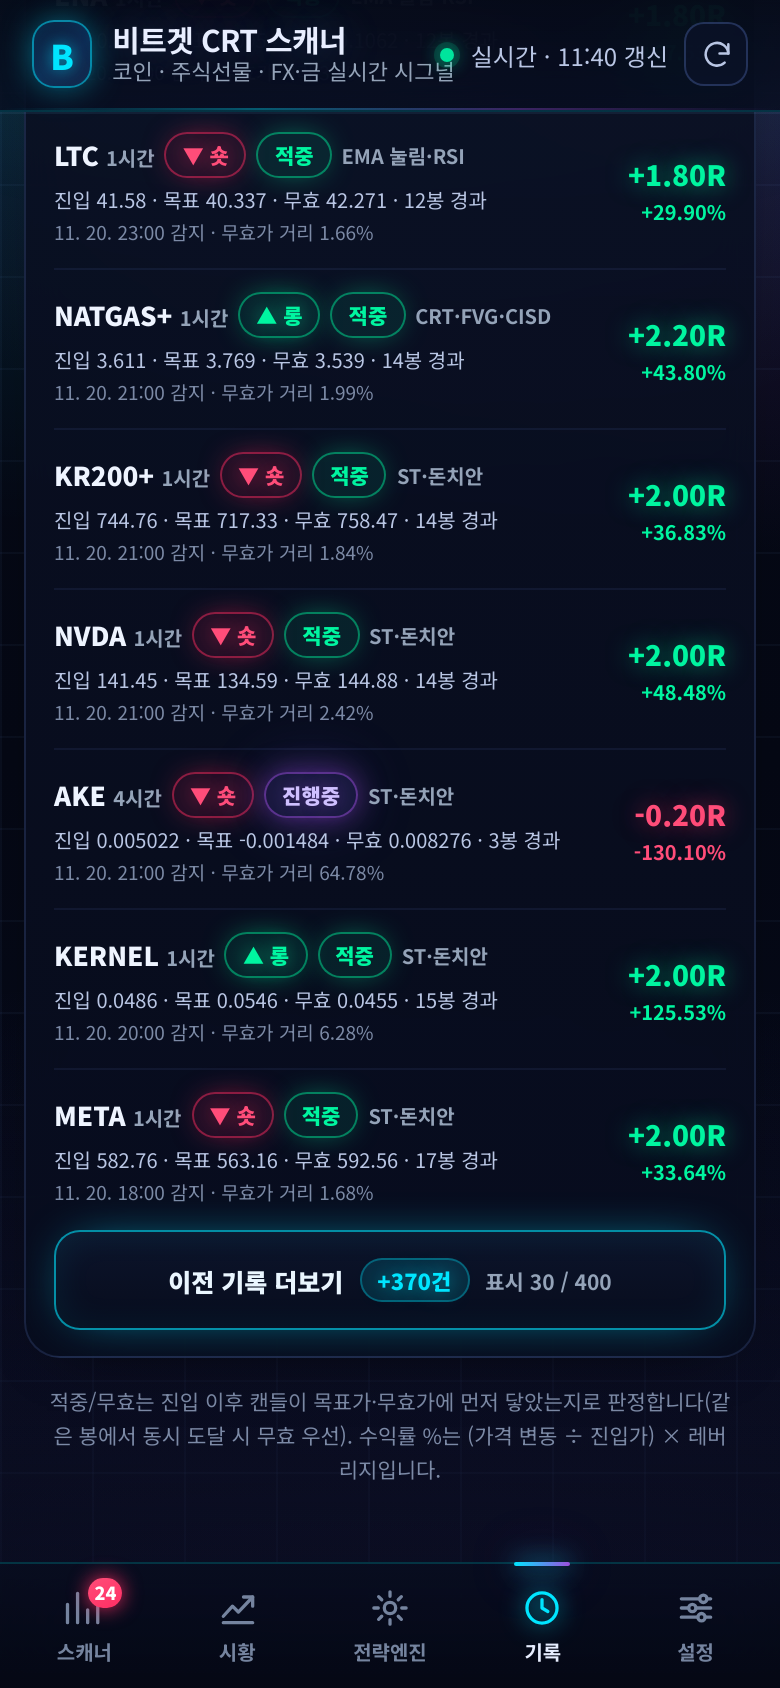 B
비트겟 CRT 스캐너
코인 · 주식선물 · FX·금 실시간 시그널
실시간 · 11:40 갱신
LTC 1시간 ▼ 숏 적중 EMA 눌림·RSI
+1.80R
진입 41.58 · 목표 40.337 · 무효 42.271 · 12봉 경과
+29.90%
11. 20. 23:00 감지 · 무효가 거리 1.66%
NATGAS+ 1시간 ▲ 롱 적중 CRT·FVG·CISD
+2.20R
진입 3.611 · 목표 3.769 · 무효 3.539 · 14봉 경과
+43.80%
11. 20. 21:00 감지 · 무효가 거리 1.99%
KR200+ 1시간 ▼ 숏 적중 ST·돈치안
+2.00R
진입 744.76 · 목표 717.33 · 무효 758.47 · 14봉 경과
+36.83%
11. 20. 21:00 감지 · 무효가 거리 1.84%
NVDA 1시간 ▼ 숏 적중 ST·돈치안
+2.00R
진입 141.45 · 목표 134.59 · 무효 144.88 · 14봉 경과
+48.48%
11. 20. 21:00 감지 · 무효가 거리 2.42%
AKE 4시간 ▼ 숏 진행중 ST·돈치안
-0.20R
진입 0.005022 · 목표 -0.001484 · 무효 0.008276 · 3봉 경과
-130.10%
11. 20. 21:00 감지 · 무효가 거리 64.78%
KERNEL 1시간 ▲ 롱 적중 ST·돈치안
+2.00R
진입 0.0486 · 목표 0.0546 · 무효 0.0455 · 15봉 경과
+125.53%
11. 20. 20:00 감지 · 무효가 거리 6.28%
META 1시간 ▼ 숏 적중 ST·돈치안
+2.00R
진입 582.76 · 목표 563.16 · 무효 592.56 · 17봉 경과
+33.64%
11. 20. 18:00 감지 · 무효가 거리 1.68%
이전 기록 더보기 +370건 표시 30 / 400
적중/무효는 진입 이후 캔들이 목표가·무효가에 먼저 닿았는지로 판정합니다(같
은 봉에서 동시 도달 시 무효 우선). 수익률 %는 (가격 변동 ÷ 진입가) × 레버
리지입니다.
24
스캐너 시황 전략엔진 기록 설정